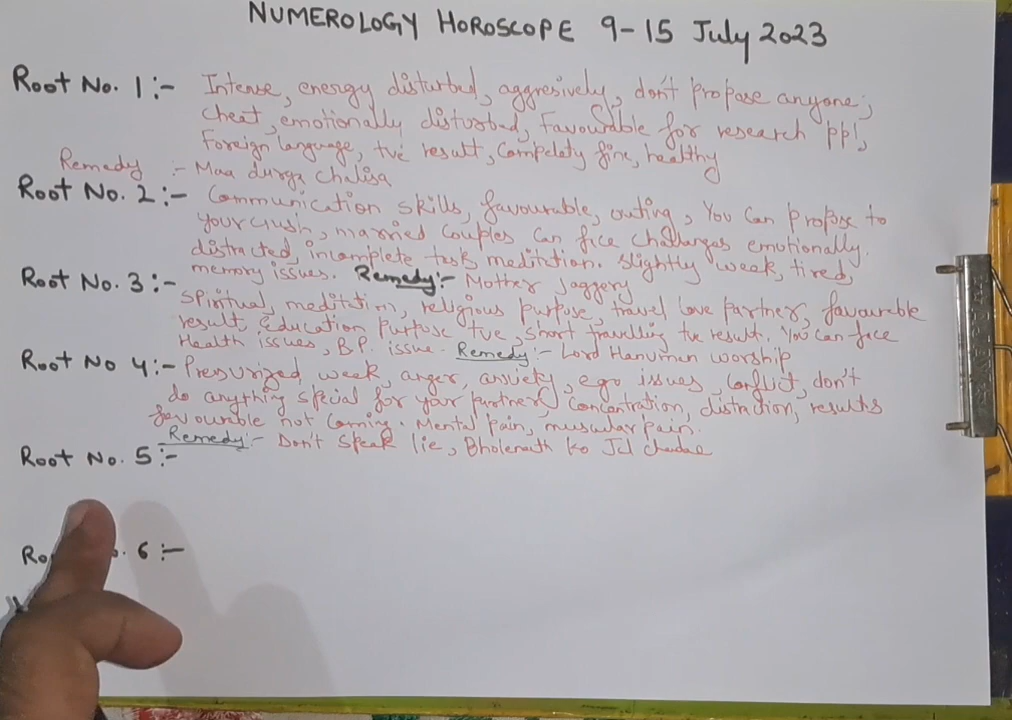 NUMEROLOGY HOROSCOPE 9-15 July 2023
Root No. 1:- Intense, energy disturbed, aggresively, don't propose anyone,
cheat, emotionally disturbed, Favourable for research ppl,
Foreign language, +ve result, Completely fine, healthy
Remedy :- Maa durga Chalisa
Root No. 2:- Communication skills, favourable, outing, You Can propose to
your crush, married couples Can face challanges emotionally.
distracted, incomplete task, meditation. slightly week, tired,
memory issues. Remedy:- Mother Jaggery
Root No. 3:- Spiritual, meditation, religious purpose, travel love partner, favourable
result, education purpose +ve, short travelling +ve result. You can face
Health issues, B.P. issue. Remedy:- Lord Hanuman worship
Root No 4:- Pressurized, week, anger, anxiety, ego issues, Conflict, don't
do anything special for your partner, Concentration, distraction, results
favourable not Coming. Mental pain, muscular pain.
Remedy:- Don't speak lie, Bholenath ko Jal
Root No. 5:-
Ro . 6:-